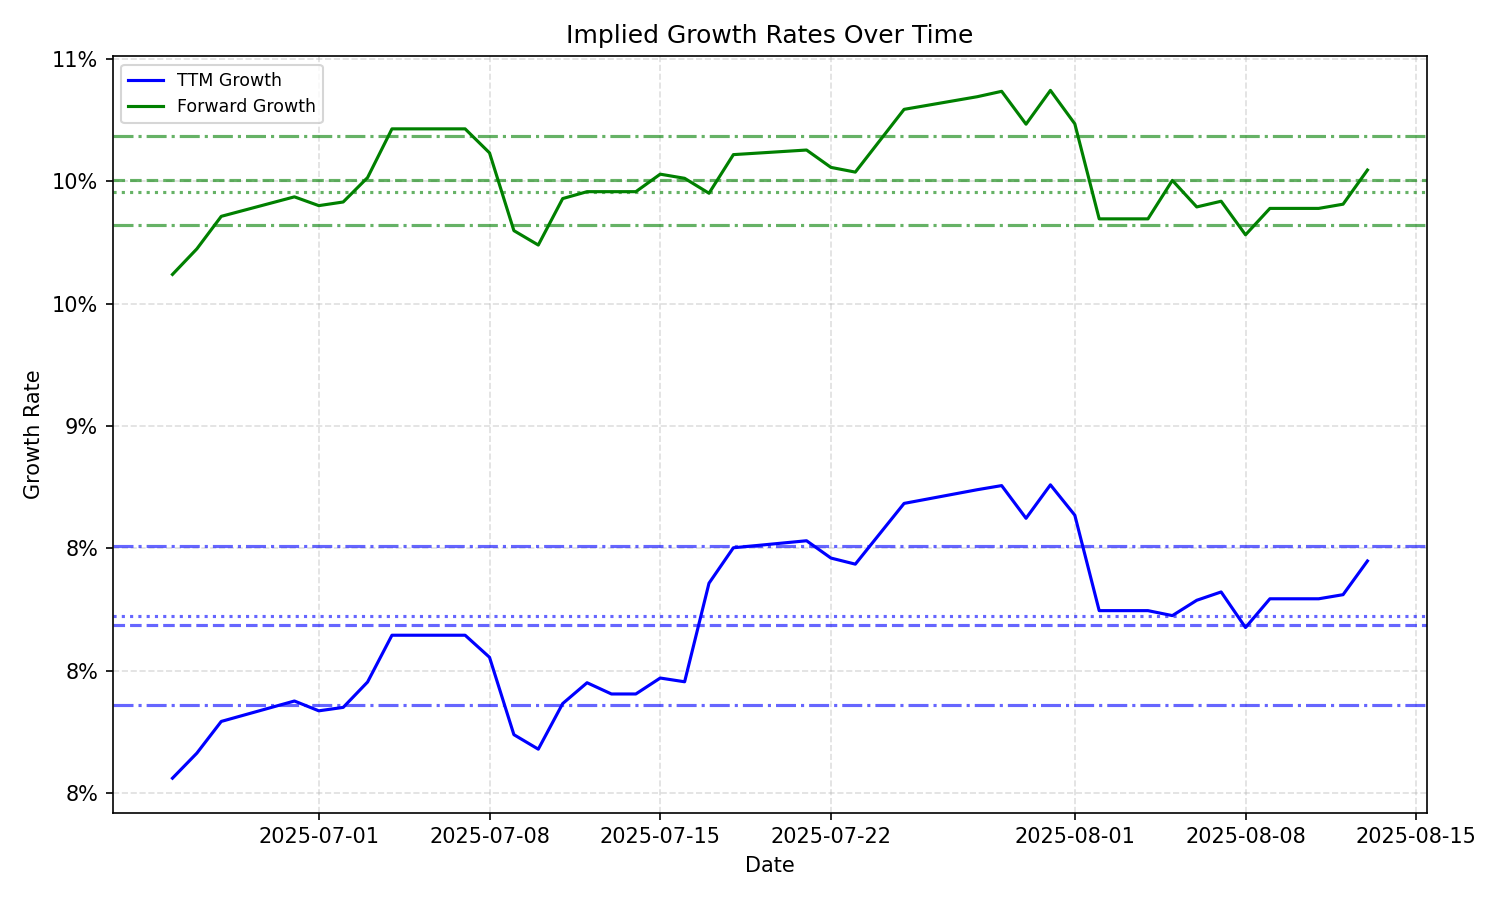 Implied Growth Rates Over Time
TTM Growth
Forward Growth
11%
10%
10%
9%
8%
8%
8%
Growth Rate
2025-07-01
2025-07-08
2025-07-15
2025-07-22
2025-08-01
2025-08-08
2025-08-15
Date